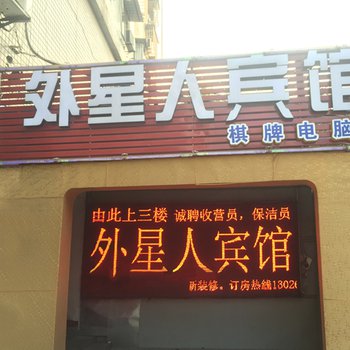 外星人宾馆
棋牌电脑
由此上三楼 诚聘收营员，保洁员
外星人宾馆
新装修。订房热线13026